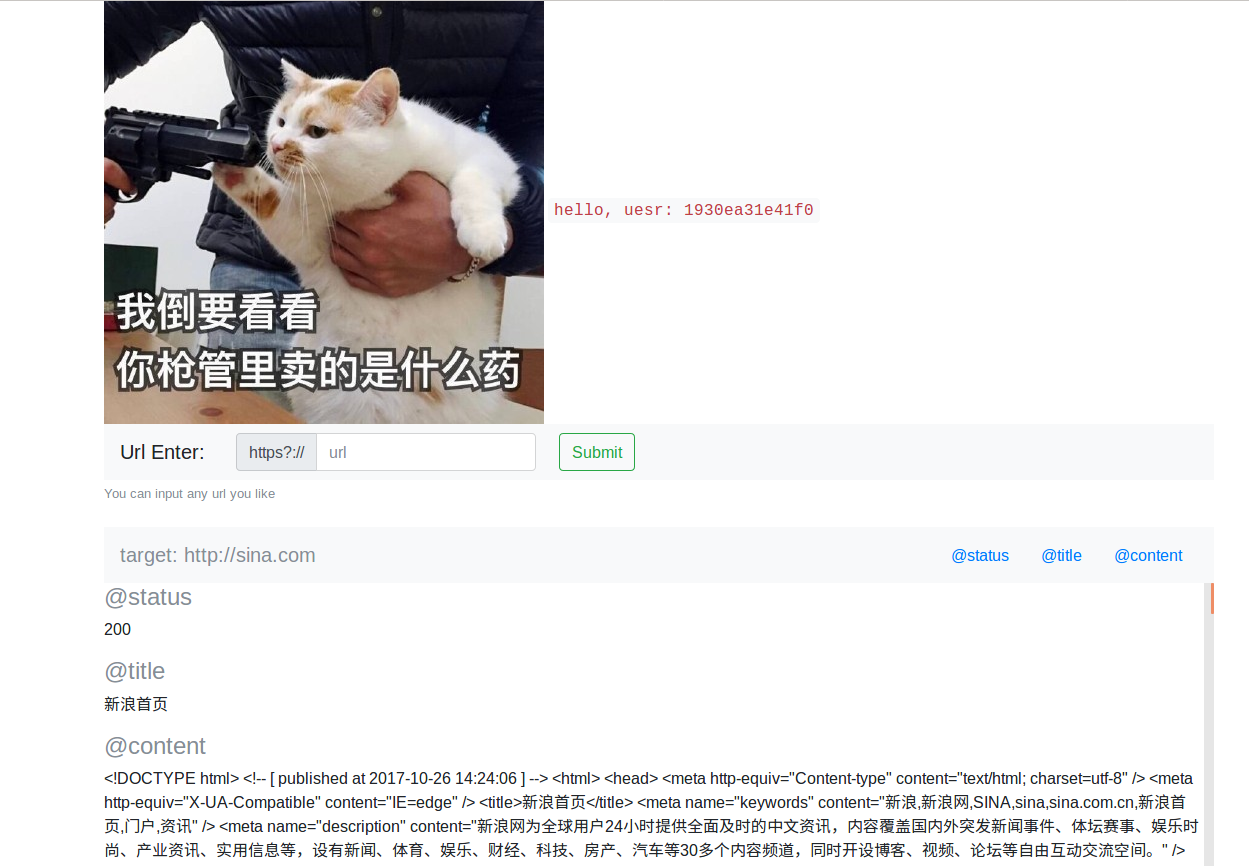 我倒要看看
你枪管里卖的是什么药
hello, uesr: 1930ea31e41f0
Url Enter:
https?://
url
Submit
You can input any url you like
target: http://sina.com
@status
@title
@content
@status
200
@title
新浪首页
@content
<!DOCTYPE html> <!-- [ published at 2017-10-26 14:24:06 ] --> <html> <head> <meta http-equiv="Content-type" content="text/html; charset=utf-8" /> <meta
http-equiv="X-UA-Compatible" content="IE=edge" /> <title>新浪首页</title> <meta name="keywords" content="新浪,新浪网,SINA,sina,sina.com.cn,新浪首
页,门户,资讯" /> <meta name="description" content="新浪网为全球用户24小时提供全面及时的中文资讯，内容覆盖国内外突发新闻事件、体坛赛事、娱乐时
尚、产业资讯、实用信息等，设有新闻、体育、娱乐、财经、科技、房产、汽车等30多个内容频道，同时开设博客、视频、论坛等自由互动交流空间。" />